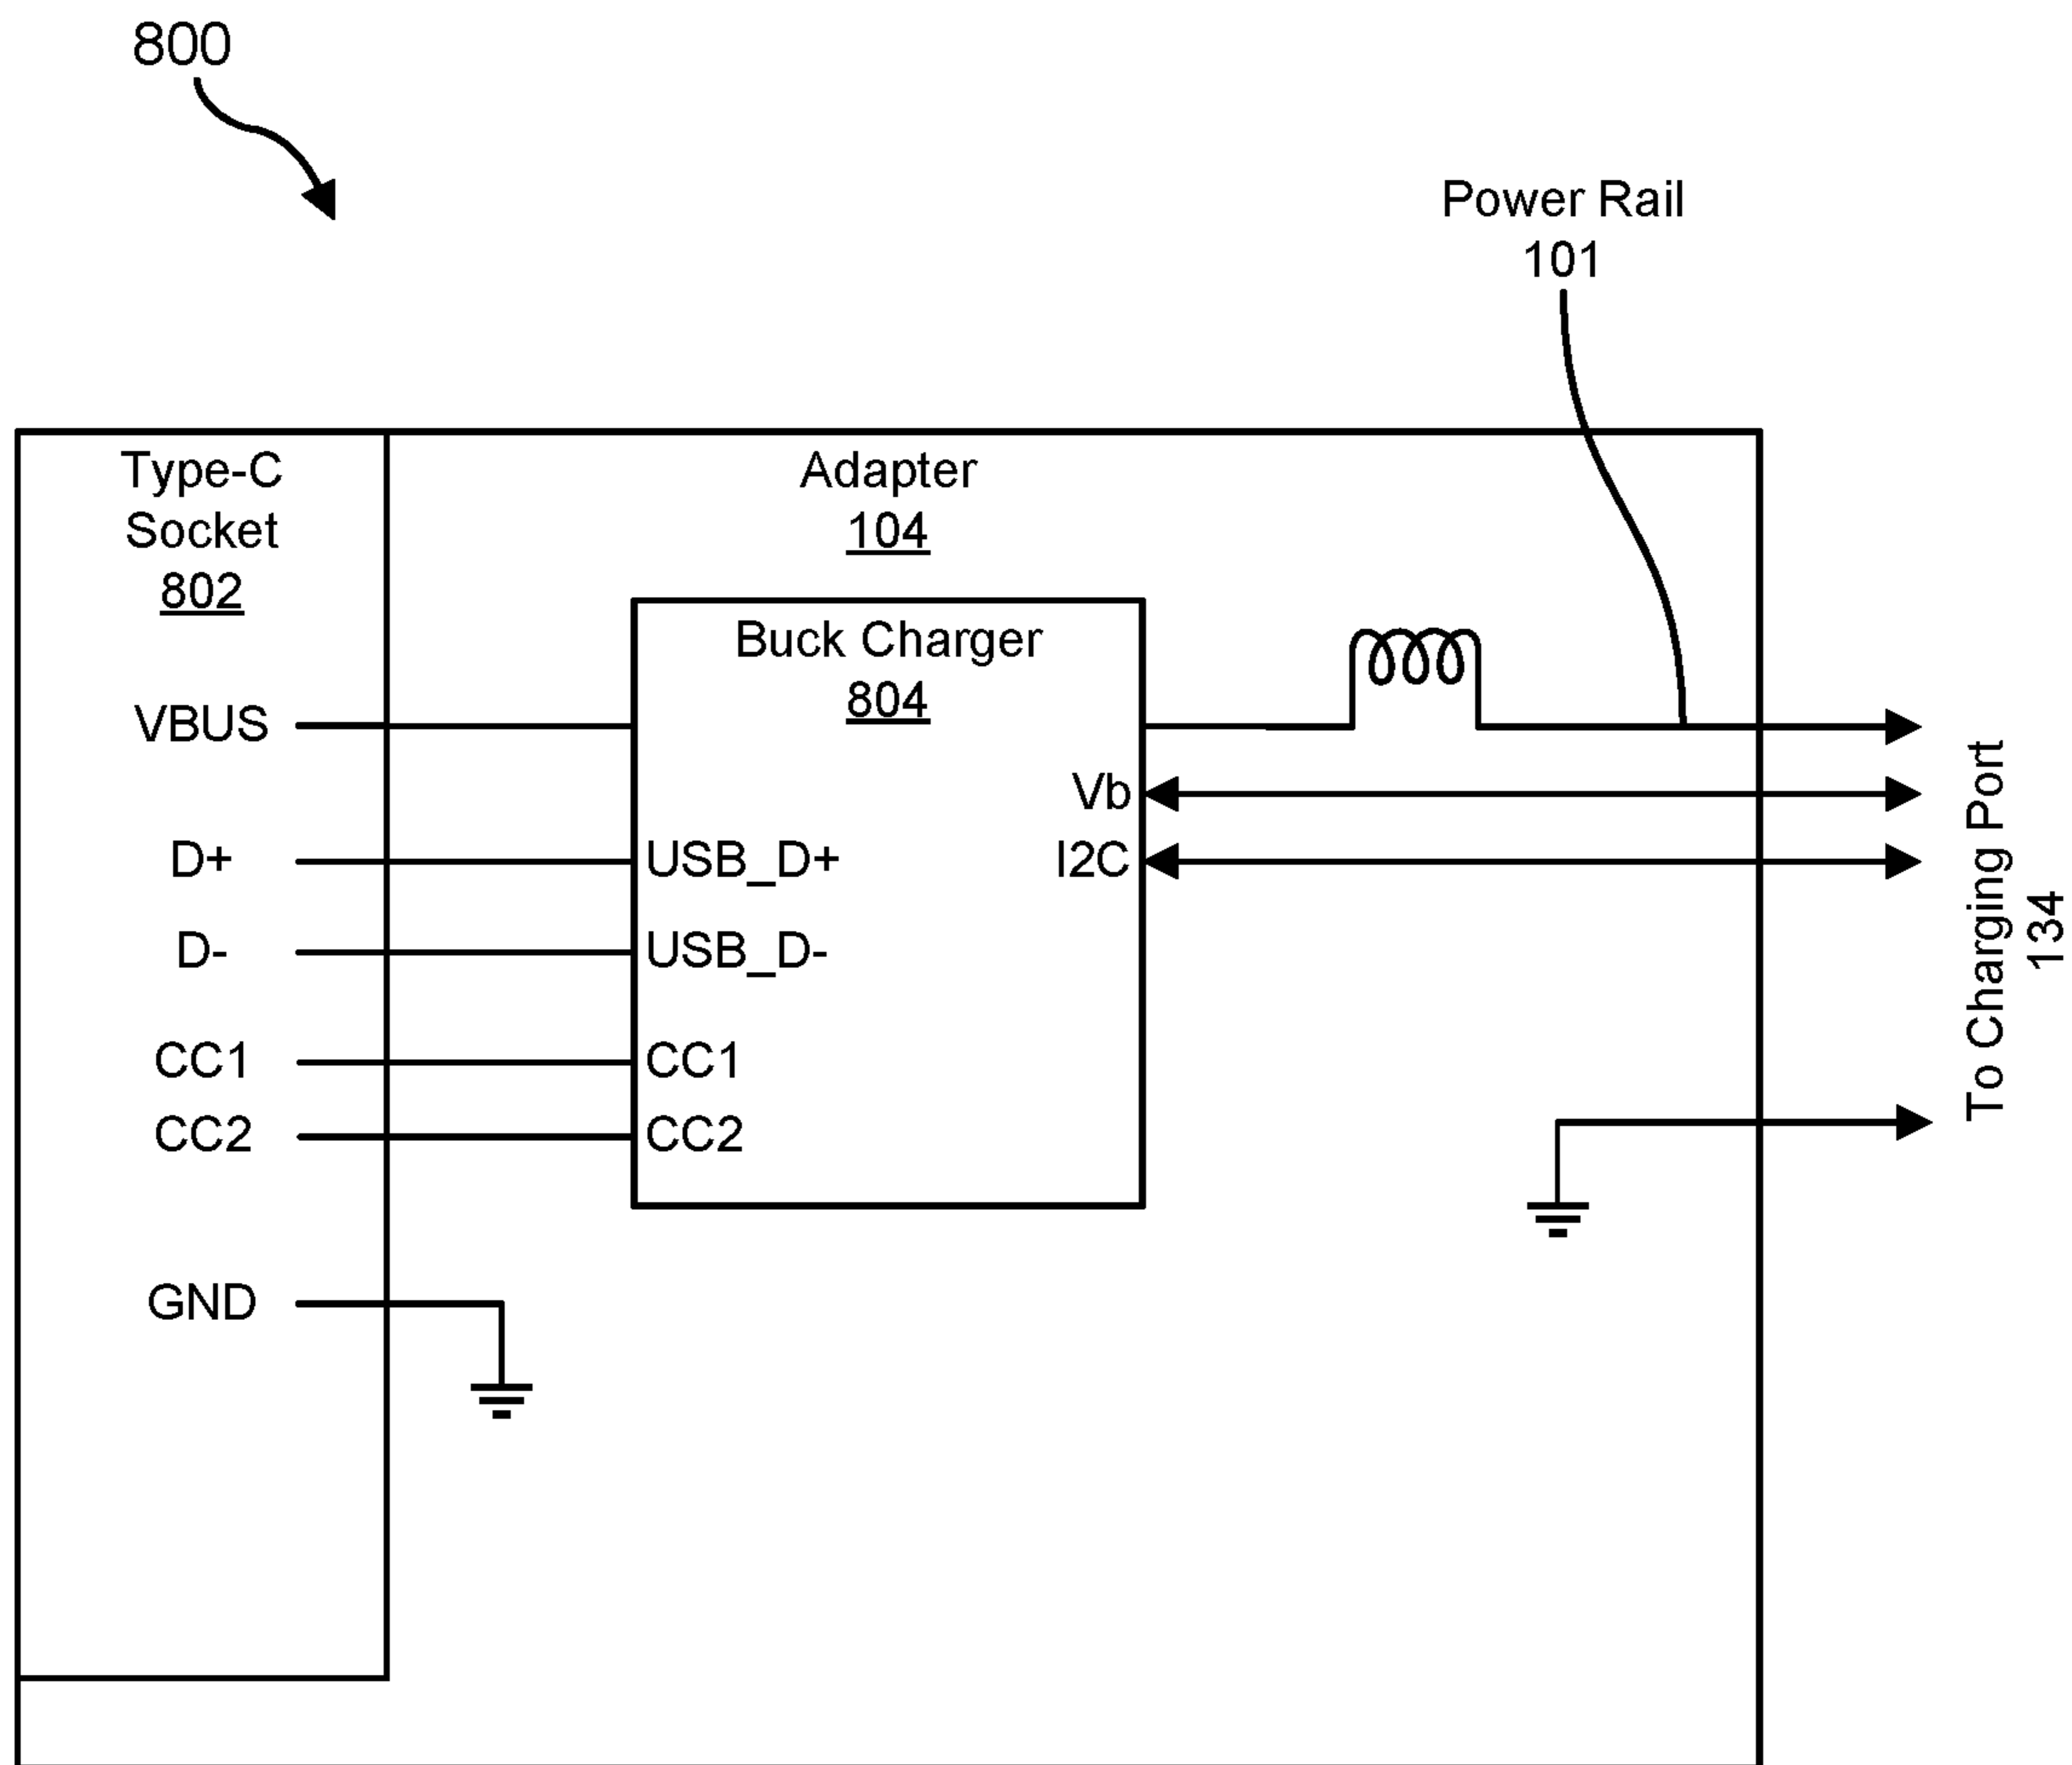 800
Power Rail
101
Type-C
Socket
802
Adapter
104
Buck Charger
804
VBUS
Vb
D+
USB_D+
I2C
D-
USB_D-
CC1
CC1
CC2
CC2
GND
To Charging Port
134